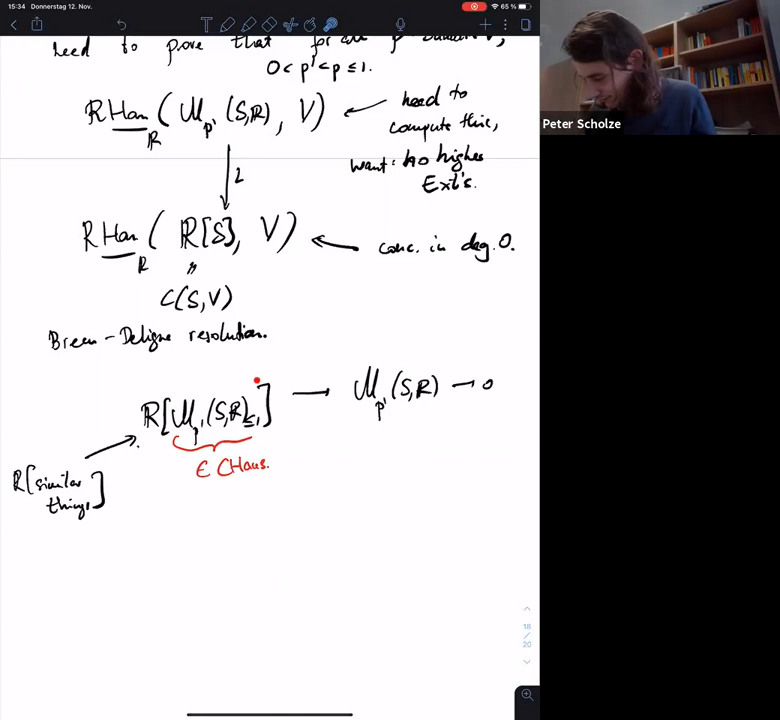 15:34 Donnerstag 12. Nov.
65 %
need to prove that for all
0 < p' < p ≤ 1.
RHom_R ( M_p' (S,R) , V )
need to
compute this,
want: no higher
Ext's.
RHom_R ( R[S] , V )
conc. in deg. 0.
C(S,V)
Breen-Deligne resolution.
R[ M_p' (S,R)_≤1 ] → M_p' (S,R) → 0
∈ CHaus.
R[similar
things]
Peter Scholze
18
/
20